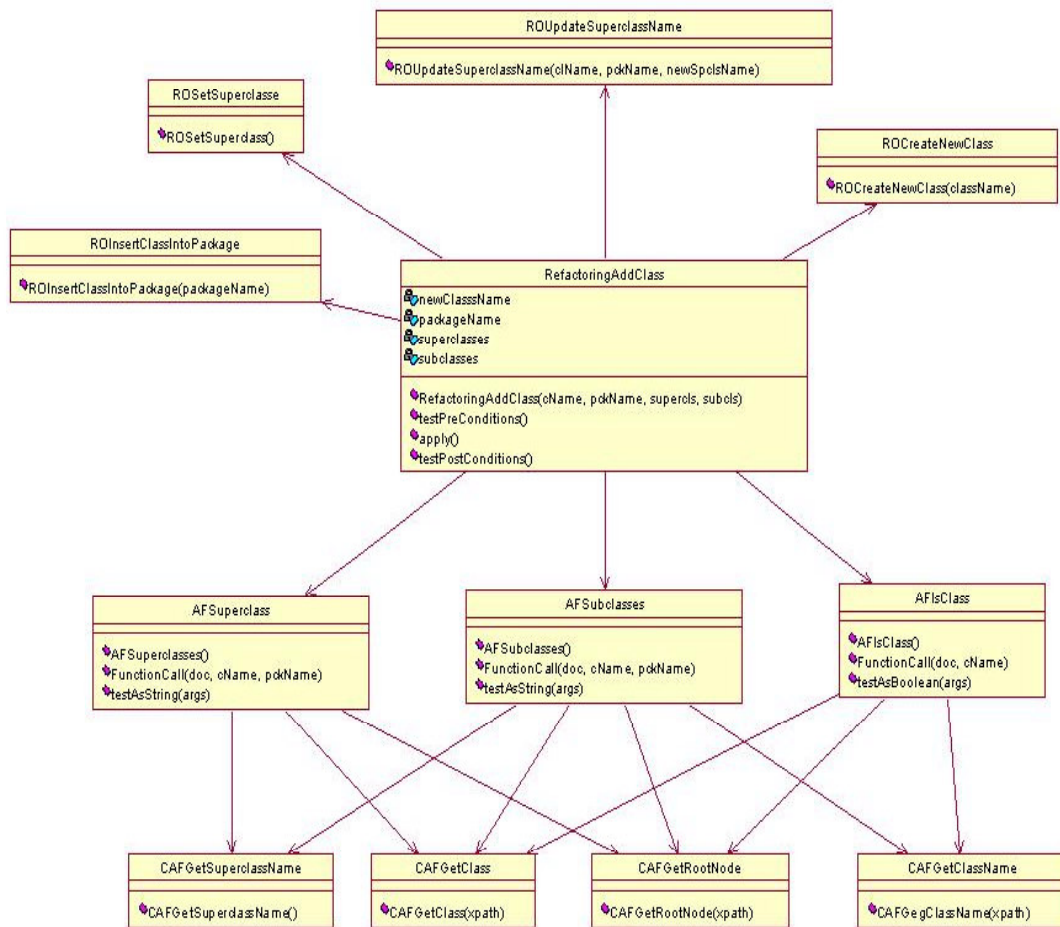 ROUpdateSuperclassName
ROUpdateSuperclassName(clName, pckName, newSpclsName)
ROSetSuperclasse
ROSetSuperclass()
ROCreateNewClass
ROCreateNewClass(className)
ROInsertClassIntoPackage
ROInsertClassIntoPackage(packageName)
RefactoringAddClass
newClasssName
packageName
superclasses
subclasses
RefactoringAddClass(cName, pckName, supercls, subcls)
testPreConditions()
apply()
testPostConditions()
AFSuperclass
AFSuperclasses()
FunctionCall(doc, cName, pckName)
testAsString(args)
AFSubclasses
AFSubclasses()
FunctionCall(doc, cName, pckName)
testAsString(args)
AFIsClass
AFIsClass()
FunctionCall(doc, cName)
testAsBoolean(args)
CAFGetSuperclassName
CAFGetSuperclassName()
CAFGetClass
CAFGetClass(xpath)
CAFGetRootNode
CAFGetRootNode(xpath)
CAFGetClassName
CAFGegClassName(xpath)